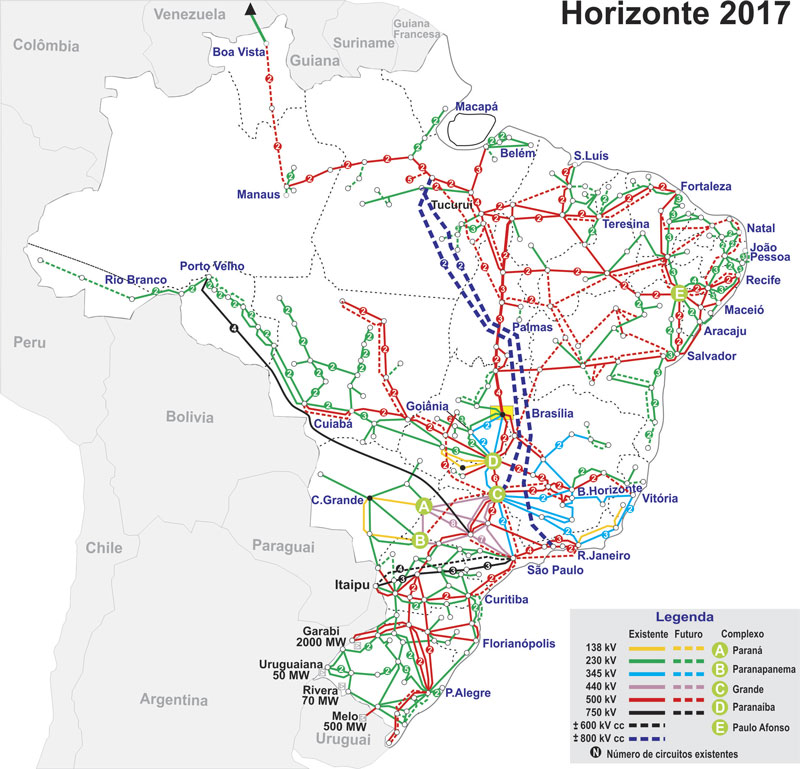 Horizonte 2017
Venezuela
Colômbia
Guiana
Suriname
Guiana
Francesa
Boa Vista
Macapá
Belém
S.Luís
Manaus
Fortaleza
Tucuruí
Teresina
Natal
João
Pessoa
Recife
Maceió
Aracaju
Salvador
Porto Velho
Rio Branco
Palmas
Peru
Bolívia
Cuiabá
Goiânia
Brasília
D
E
C.Grande
A
B
C
B.Horizonte
Vitória
Chile
Paraguai
R.Janeiro
São Paulo
Itaipu
Curitiba
Garabi
2000 MW
Florianópolis
Uruguaiana
50 MW
Rivera
70 MW
P.Alegre
Melo
500 MW
Argentina
Uruguai
Legenda
Existente Futuro Complexo
138 kV A Paraná
230 kV B Paranapanema
345 kV C Grande
440 kV D Paranaíba
500 kV E Paulo Afonso
750 kV
± 600 kV cc
± 800 kV cc
N Número de circuitos existentes